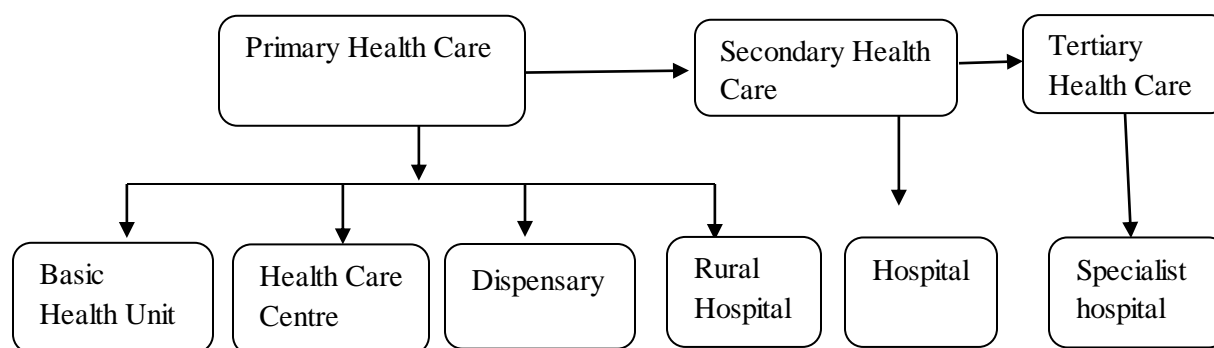 Primary Health Care
Secondary Health
Care
Tertiary
Health Care
Basic
Health Unit
Health Care
Centre
Dispensary
Rural
Hospital
Hospital
Specialist
hospital